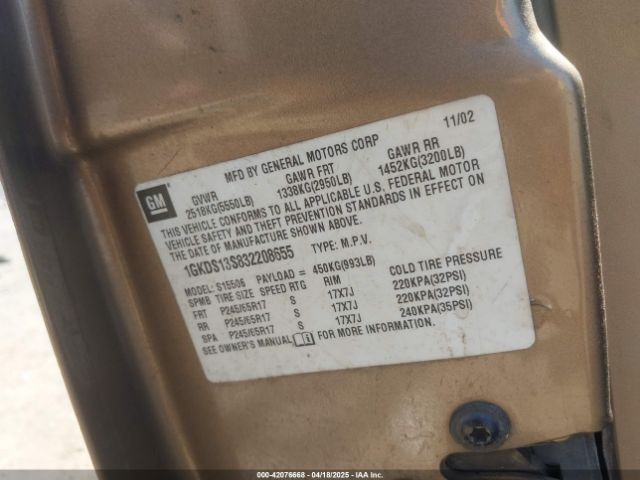 11/02
MFD BY GENERAL MOTORS CORP
GVWR GAWR FRT GAWR RR
2518KG(5550LB) 1338KG(2950LB) 1452KG(3200LB)
THIS VEHICLE CONFORMS TO ALL APPLICABLE U.S. FEDERAL MOTOR
VEHICLE SAFETY AND THEFT PREVENTION STANDARDS IN EFFECT ON
THE DATE OF MANUFACTURE SHOWN ABOVE.
1GKDS13S832208655 TYPE: M.P.V.
MODEL: S15506 PAYLOAD = 450KG(993LB)
SPMB TIRE SIZE SPEED RTG RIM COLD TIRE PRESSURE
FRT P245/65R17 S 17X7J 220KPA(32PSI)
RR P245/65R17 S 17X7J 220KPA(32PSI)
SPA P245/65R17 S 17X7J 240KPA(35PSI)
SEE OWNER'S MANUAL FOR MORE INFORMATION.
GM
000-42076668 - 04/18/2025 - IAA Inc.